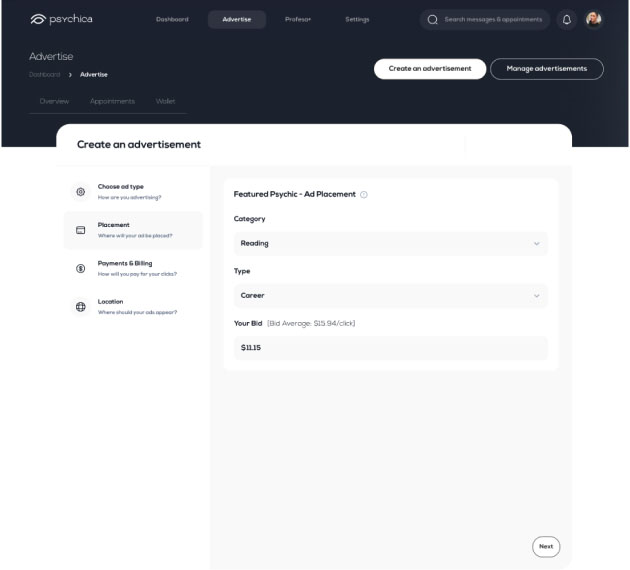 psychica
Dashboard
Advertise
Profesor
Settings
Search messages & appointments
Advertise
Dashboard > Advertise
Create an advertisement
Manage advertisements
Overview
Appointments
Wallet
Create an advertisement
Choose ad type
How are you advertising?
Placement
Where will your ad be placed?
Payments & Billing
How will you pay for your clicks?
Location
Where should your ads appear?
Featured Psychic - Ad Placement
Category
Reading
Type
Career
Your Bid [Bid Average: $15.94/click]
$11.15
Next